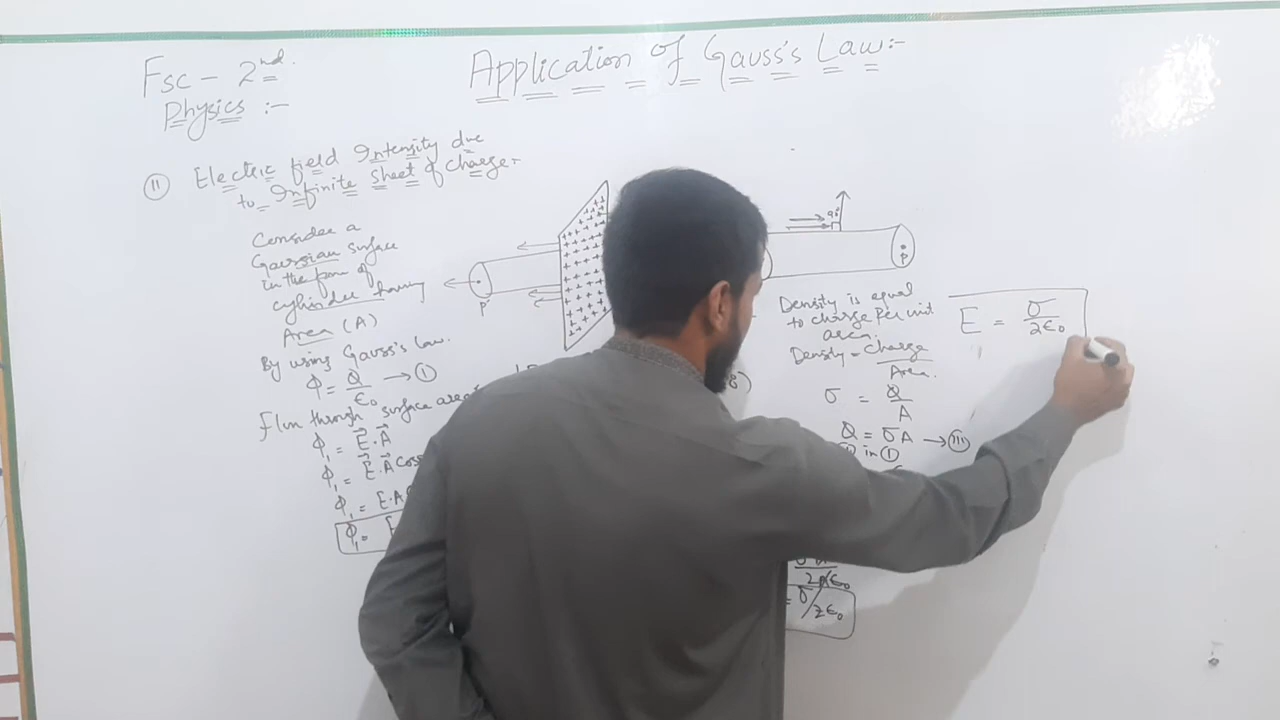 Fsc - 2nd.
Physics :-
Application of Gauss's Law:-
(ii) Electric field Intensity due
to Infinite sheet of charge:-
Consider a
Gaussian surface
in the form of
cylinder having
Area (A)
By using Gauss's Law.
ϕ = Q/ε₀ → ①
Flux through surface area
ϕ₁ = E⃗.A⃗
ϕ₁ = E⃗.A⃗ Cos
ϕ₁ = E.A
ϕ₁ =
+ + + + +
90°
P'
P
Density is equal
to charge per unit
area.
Density = Charge/Area.
σ = Q/A
Q = σA → (iii)
in ①
2Aε₀
= σ/2ε₀
E = σ/2ε₀